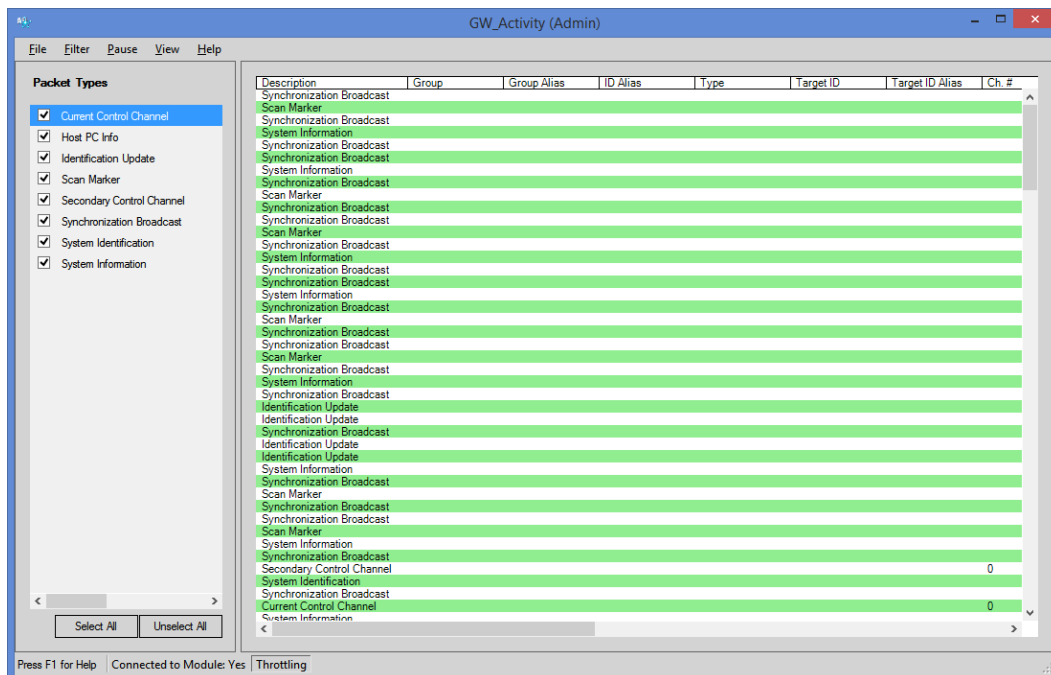 GW_Activity (Admin)
File Filter Pause View Help
Packet Types
Current Control Channel
Host PC Info
Identification Update
Scan Marker
Secondary Control Channel
Synchronization Broadcast
System Identification
System Information
Select All Unselect All
Description Group Group Alias ID Alias Type Target ID Target ID Alias Ch. #
Synchronization Broadcast
Scan Marker
Synchronization Broadcast
System Information
Synchronization Broadcast
Synchronization Broadcast
System Information
Synchronization Broadcast
Scan Marker
Synchronization Broadcast
Synchronization Broadcast
Scan Marker
Synchronization Broadcast
System Information
Synchronization Broadcast
Synchronization Broadcast
System Information
Synchronization Broadcast
Scan Marker
Synchronization Broadcast
Synchronization Broadcast
Scan Marker
Synchronization Broadcast
System Information
Synchronization Broadcast
Identification Update
Identification Update
Synchronization Broadcast
Identification Update
Identification Update
System Information
Synchronization Broadcast
Scan Marker
Synchronization Broadcast
Synchronization Broadcast
Scan Marker
System Information
Synchronization Broadcast
Secondary Control Channel 0
System Identification
Synchronization Broadcast
Current Control Channel 0
System Information
Press F1 for Help Connected to Module: Yes Throttling